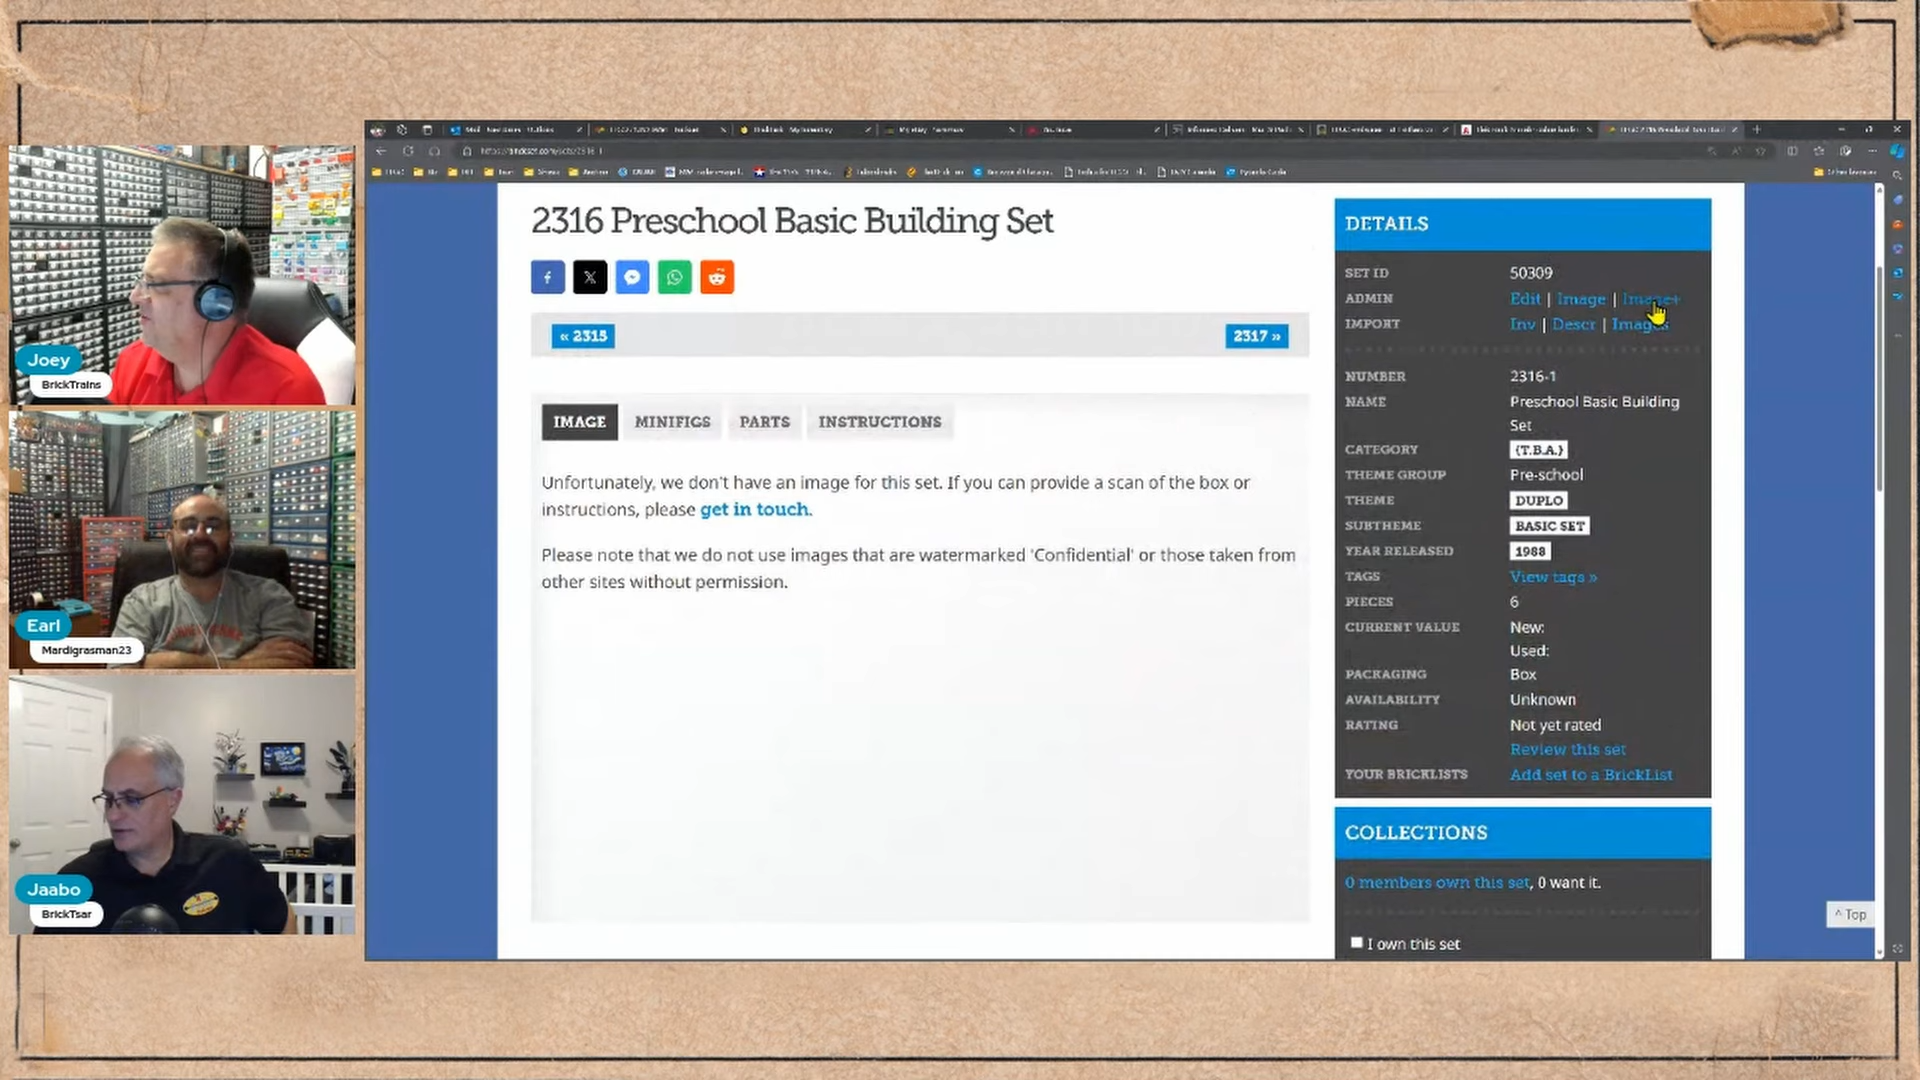 2316 Preschool Basic Building Set
« 2315
2317 »
IMAGE
MINIFIGS
PARTS
INSTRUCTIONS
Unfortunately, we don't have an image for this set. If you can provide a scan of the box or
instructions, please get in touch.
Please note that we do not use images that are watermarked 'Confidential' or those taken from
other sites without permission.
DETAILS
SET ID 50309
ADMIN Edit | Image | Image+
IMPORT Inv | Descr | Images
NUMBER 2316-1
NAME Preschool Basic Building
Set
CATEGORY {T.B.A.}
THEME GROUP Pre-school
THEME DUPLO
SUBTHEME BASIC SET
YEAR RELEASED 1988
TAGS View tags »
PIECES 6
CURRENT VALUE New:
Used:
PACKAGING Box
AVAILABILITY Unknown
RATING Not yet rated
Review this set
YOUR BRICKLISTS Add set to a BrickList
COLLECTIONS
0 members own this set, 0 want it.
I own this set
^ Top
Joey
BrickTrains
Earl
Mardigrasman23
Jaabo
BrickTsar